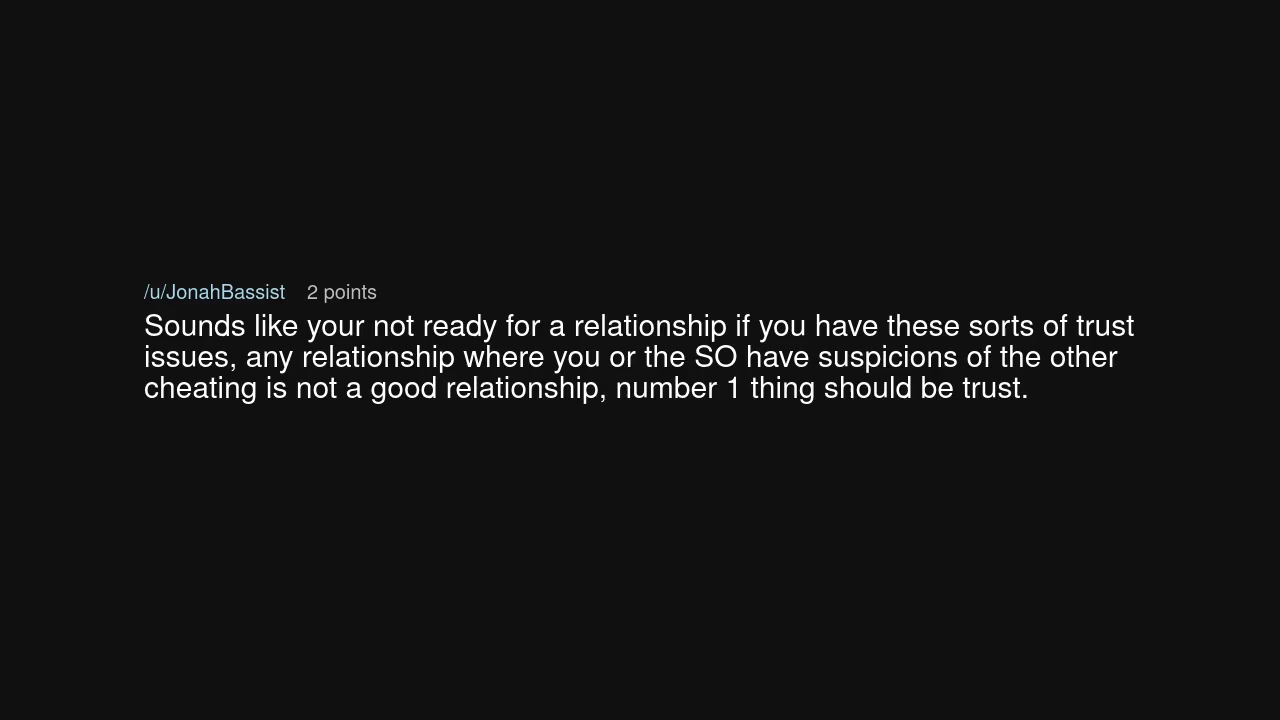 /u/JonahBassist 2 points
Sounds like your not ready for a relationship if you have these sorts of trust
issues, any relationship where you or the SO have suspicions of the other
cheating is not a good relationship, number 1 thing should be trust.